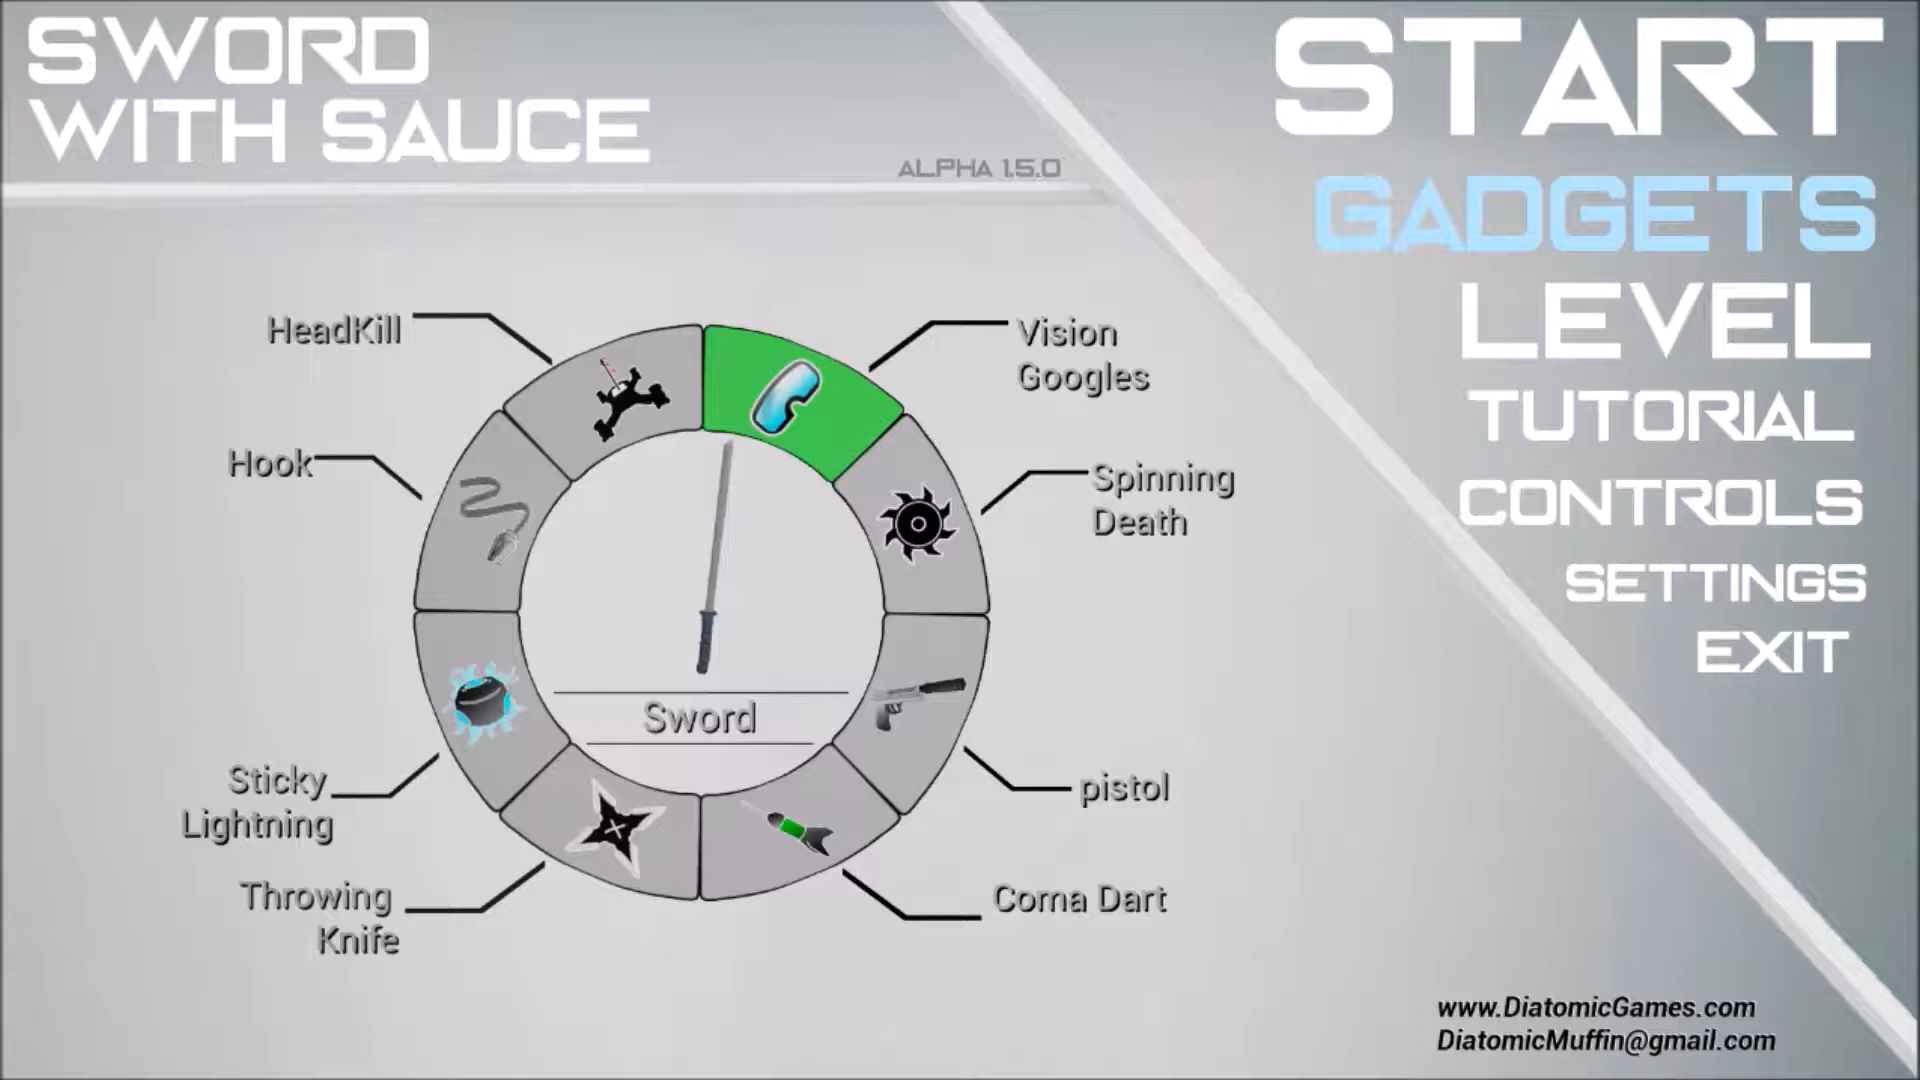 SWORD
WITH SAUCE
ALPHA 1.5.0
START
GADGETS
LEVEL
TUTORIAL
CONTROLS
SETTINGS
EXIT
HeadKill
Vision
Googles
Hook
Spinning
Death
Sword
Sticky
Lightning
pistol
Throwing
Knife
Coma Dart
www.DiatomicGames.com
DiatomicMuffin@gmail.com